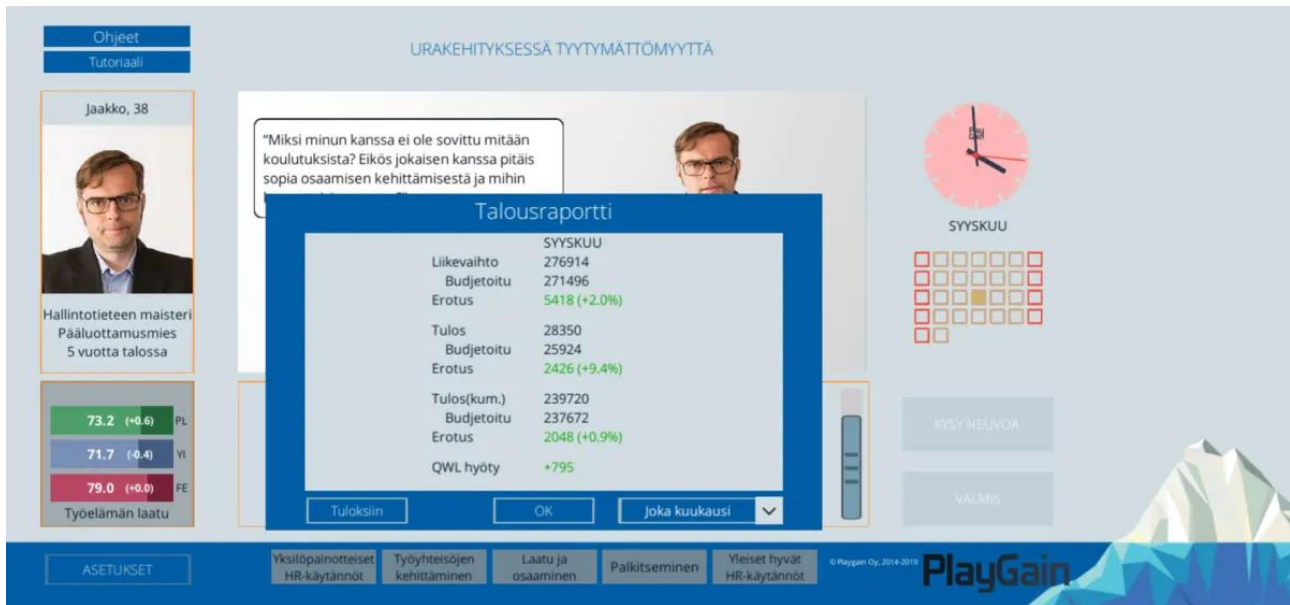 Ohjeet
Tutoriaali
URAKEHITYKSESSÄ TYYTYMÄTTÖMYYTTÄ
Jaakko, 38
Hallintotieteen maisteri
Pääluottamusmies
5 vuotta talossa
"Miksi minun kanssa ei ole sovittu mitään
koulutuksista? Eikös jokaisen kanssa pitäis
sopia osaamisen kehittämisestä ja mihin
Talousraportti
SYYSKUU
Liikevaihto 276914
Budjetoitu 271496
Erotus 5418 (+2.0%)
Tulos 28350
Budjetoitu 25924
Erotus 2426 (+9.4%)
Tulos(kum.) 239720
Budjetoitu 237672
Erotus 2048 (+0.9%)
QWL hyöty +795
Tuloksiin
OK
Joka kuukausi
SYYSKUU
73.2 (+0.6) PL
71.7 (-0.4) YI
79.0 (+0.0) FE
Työelämän laatu
KYSY NEUVOA
VALMIS
ASETUKSET
Yksilöpainotteiset
HR-käytännöt
Työyhteisöjen
kehittäminen
Laatu ja
osaaminen
Palkitseminen
Yleiset hyvät
HR-käytännöt
© Playgain Oy, 2014-2019
PlayGain